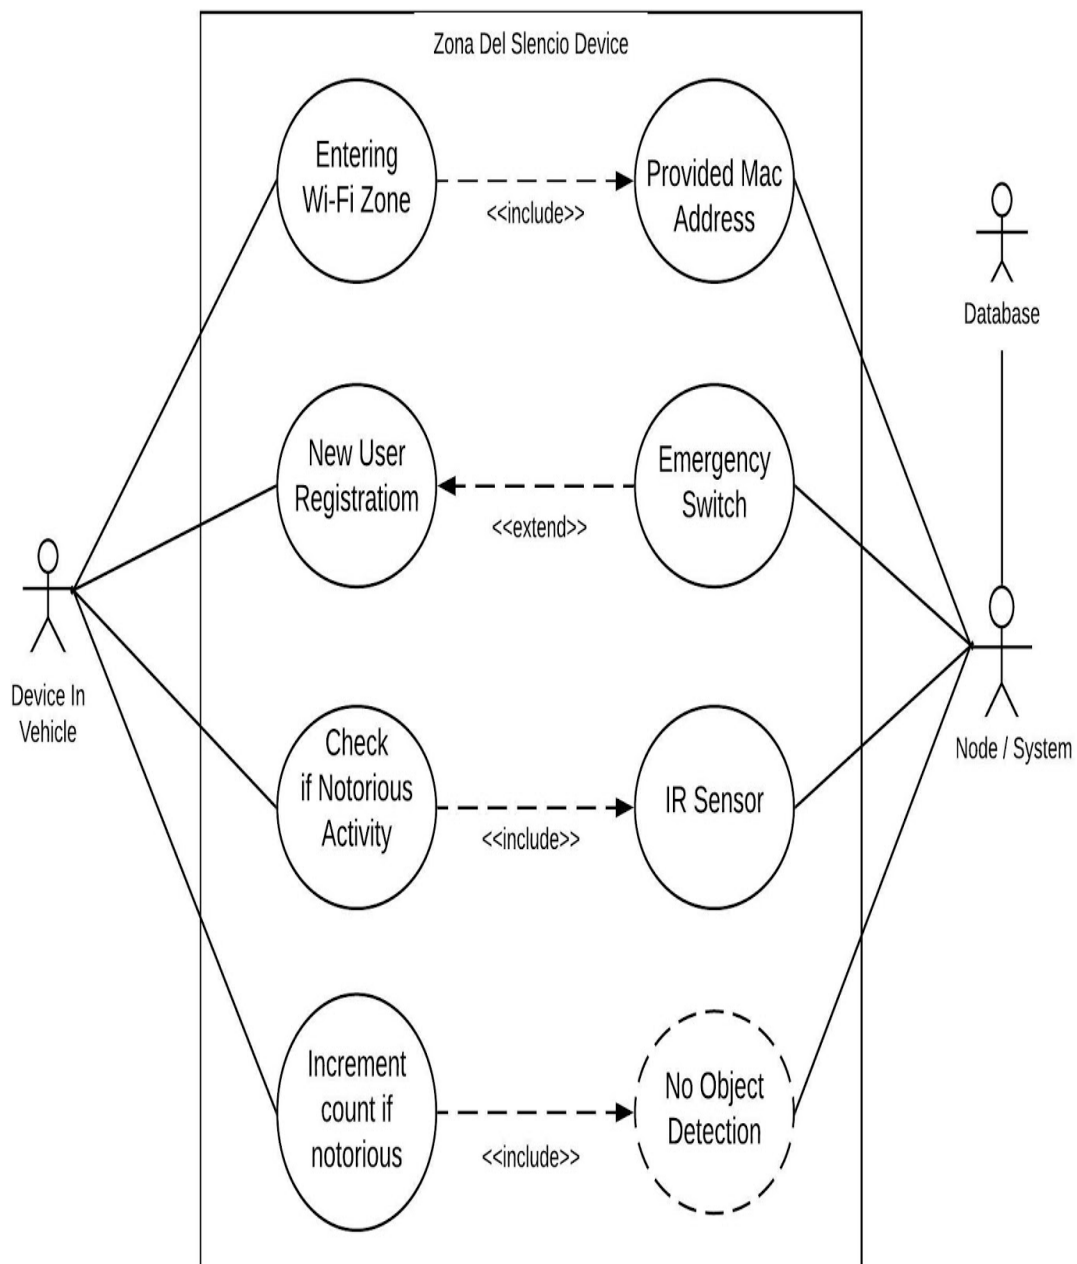 Zona Del Slencio Device
Entering
Wi-Fi Zone
<<include>>
Provided Mac
Address
Database
New User
Registratiom
<<extend>>
Emergency
Switch
Device In
Vehicle
Node / System
Check
if Notorious
Activity
<<include>>
IR Sensor
Increment
count if
notorious
<<include>>
No Object
Detection